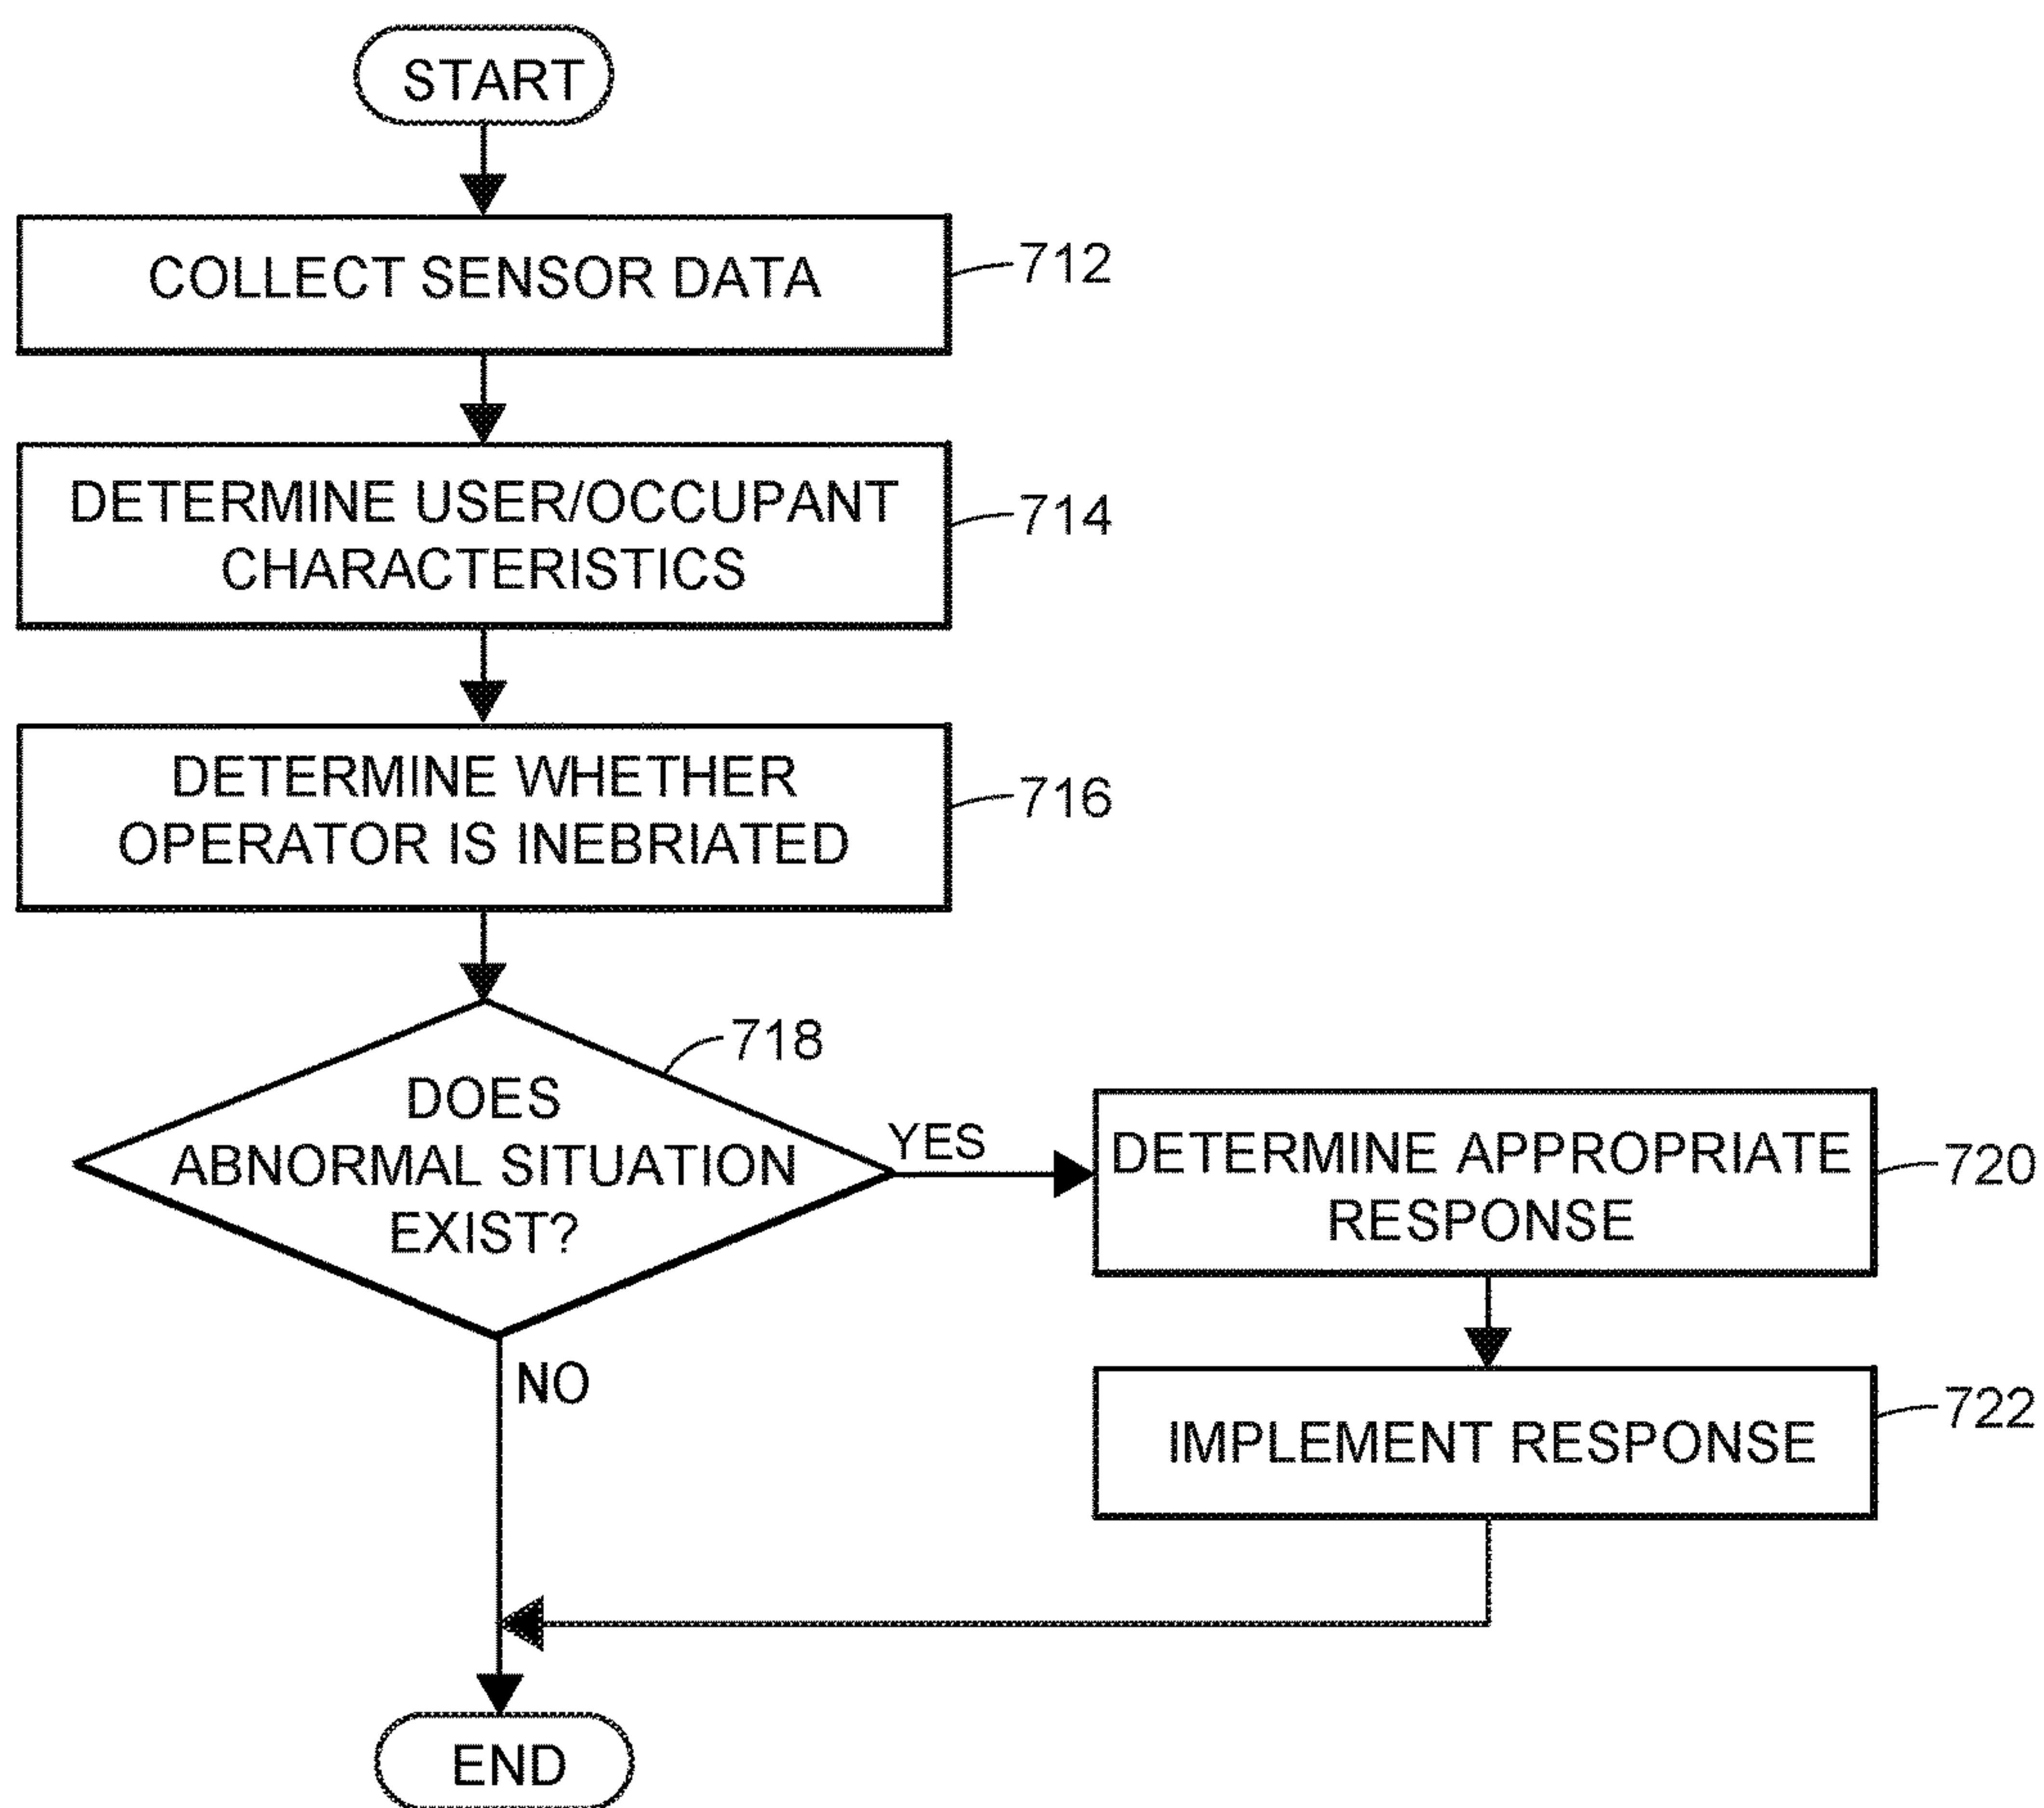 START
COLLECT SENSOR DATA
712
DETERMINE USER/OCCUPANT
CHARACTERISTICS
714
DETERMINE WHETHER
OPERATOR IS INEBRIATED
716
718
DOES
ABNORMAL SITUATION
EXIST?
YES
NO
DETERMINE APPROPRIATE
RESPONSE
720
IMPLEMENT RESPONSE
722
END